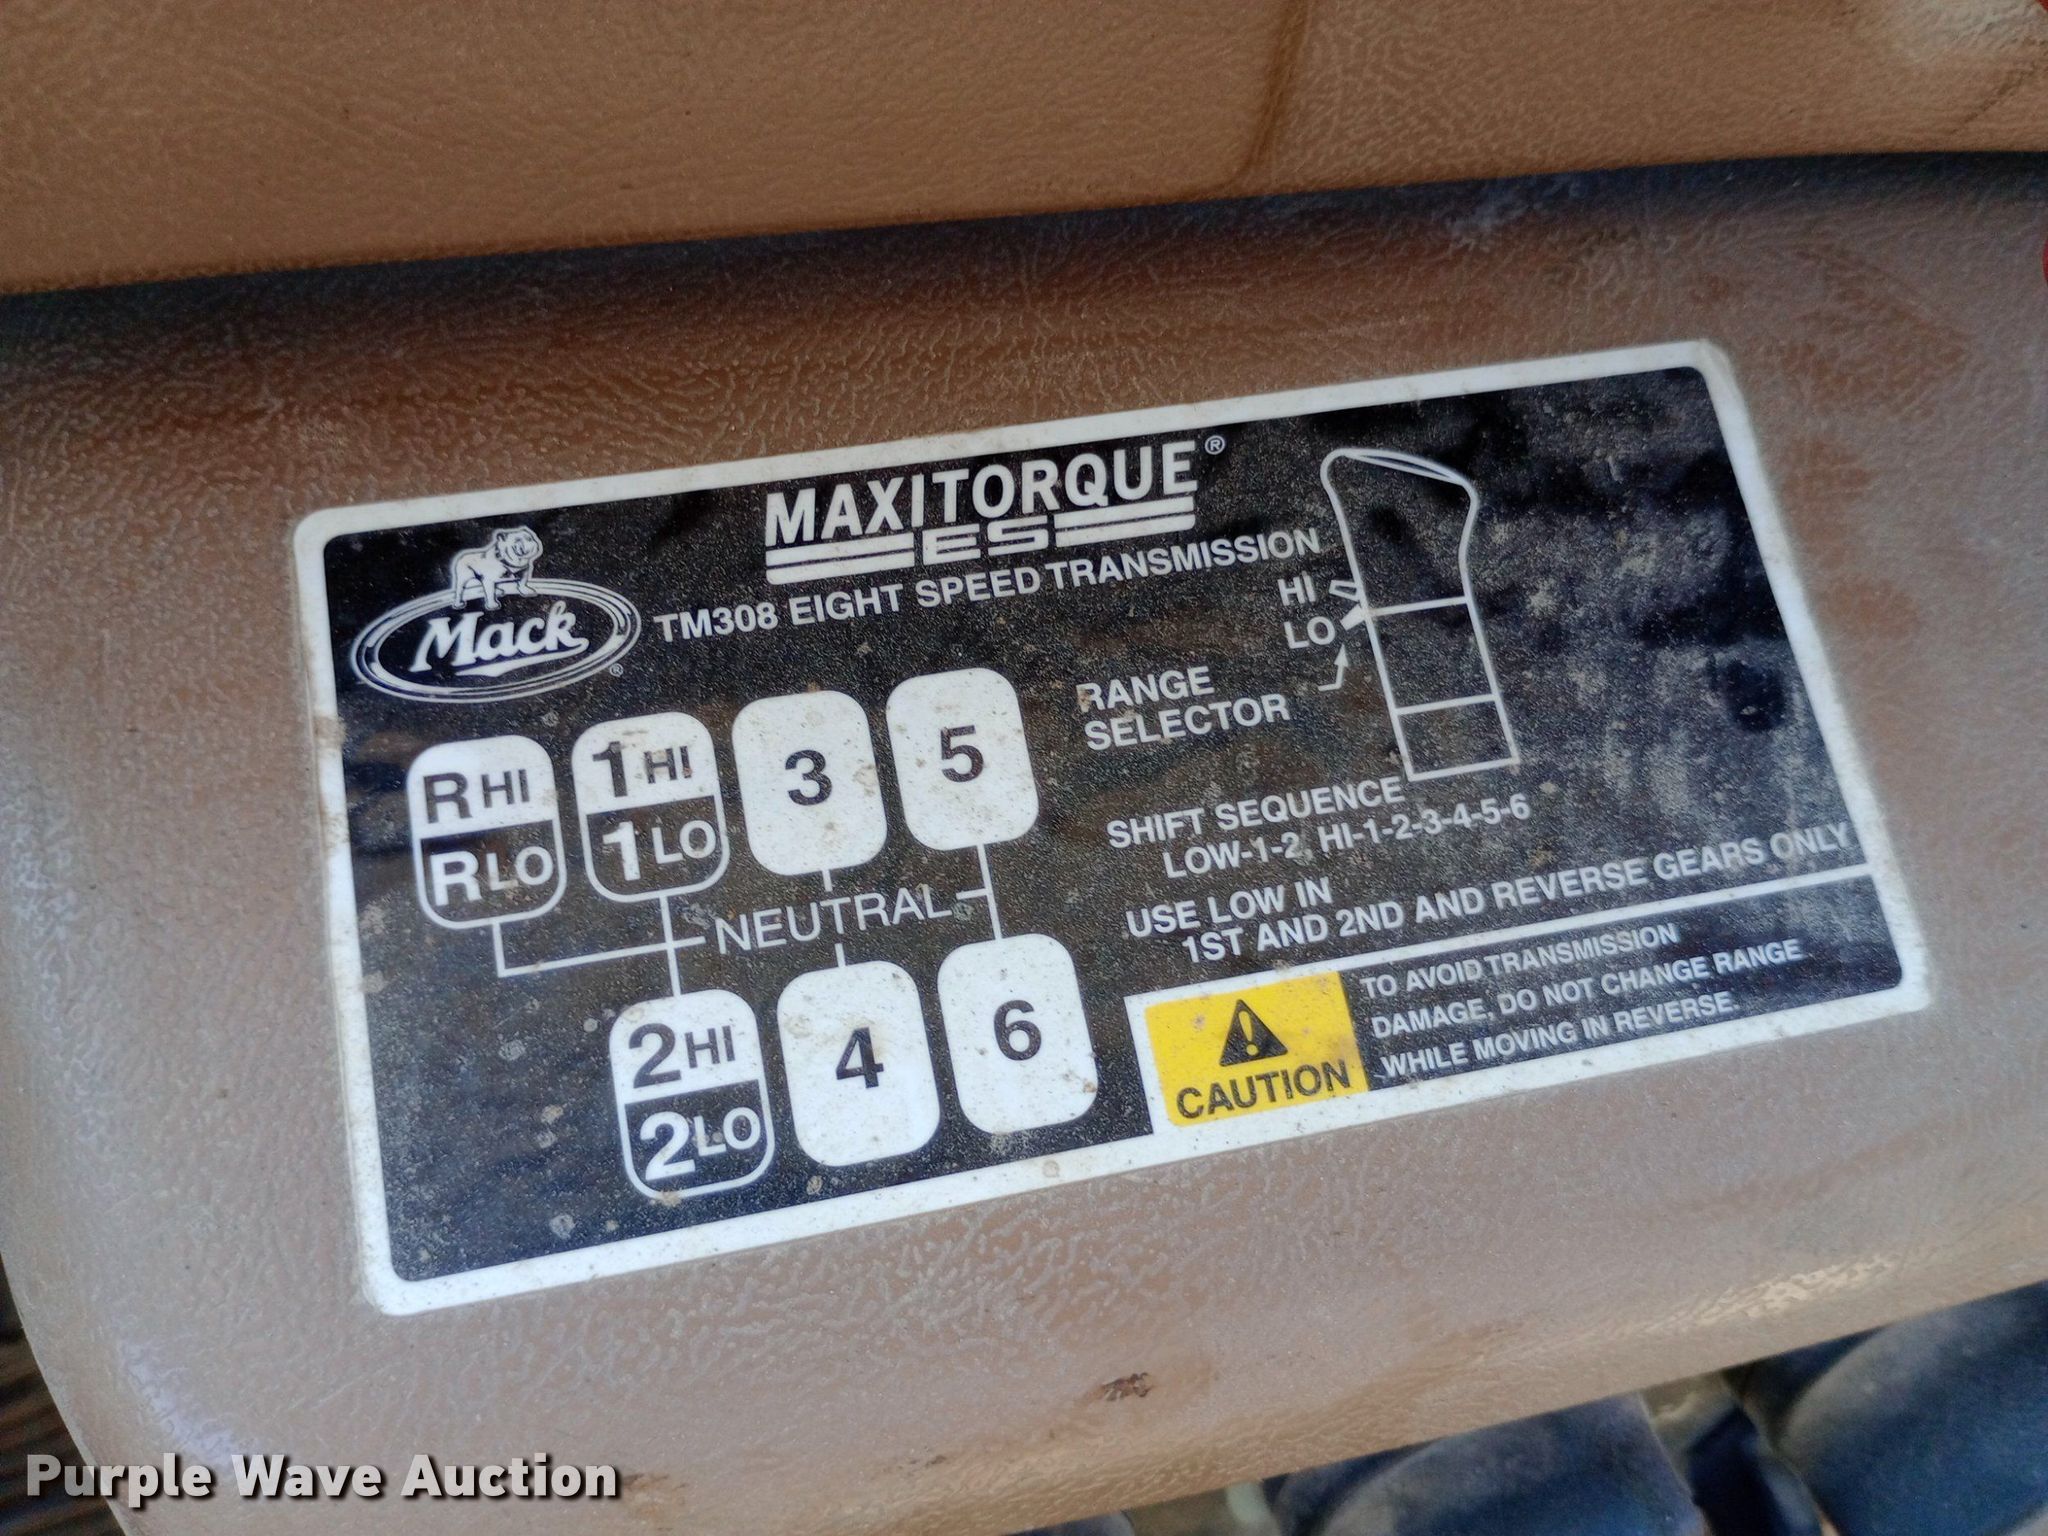 MAXITORQUE®
ES
TM308 EIGHT SPEED TRANSMISSION
Mack®
HI
LO
RANGE
SELECTOR
R HI
R LO
1 HI
1 LO
3
5
NEUTRAL
2 HI
2 LO
4
6
SHIFT SEQUENCE
LOW-1-2, HI-1-2-3-4-5-6
USE LOW IN
1ST AND 2ND AND REVERSE GEARS ONLY
CAUTION
TO AVOID TRANSMISSION
DAMAGE, DO NOT CHANGE RANGE
WHILE MOVING IN REVERSE.
Purple Wave Auction